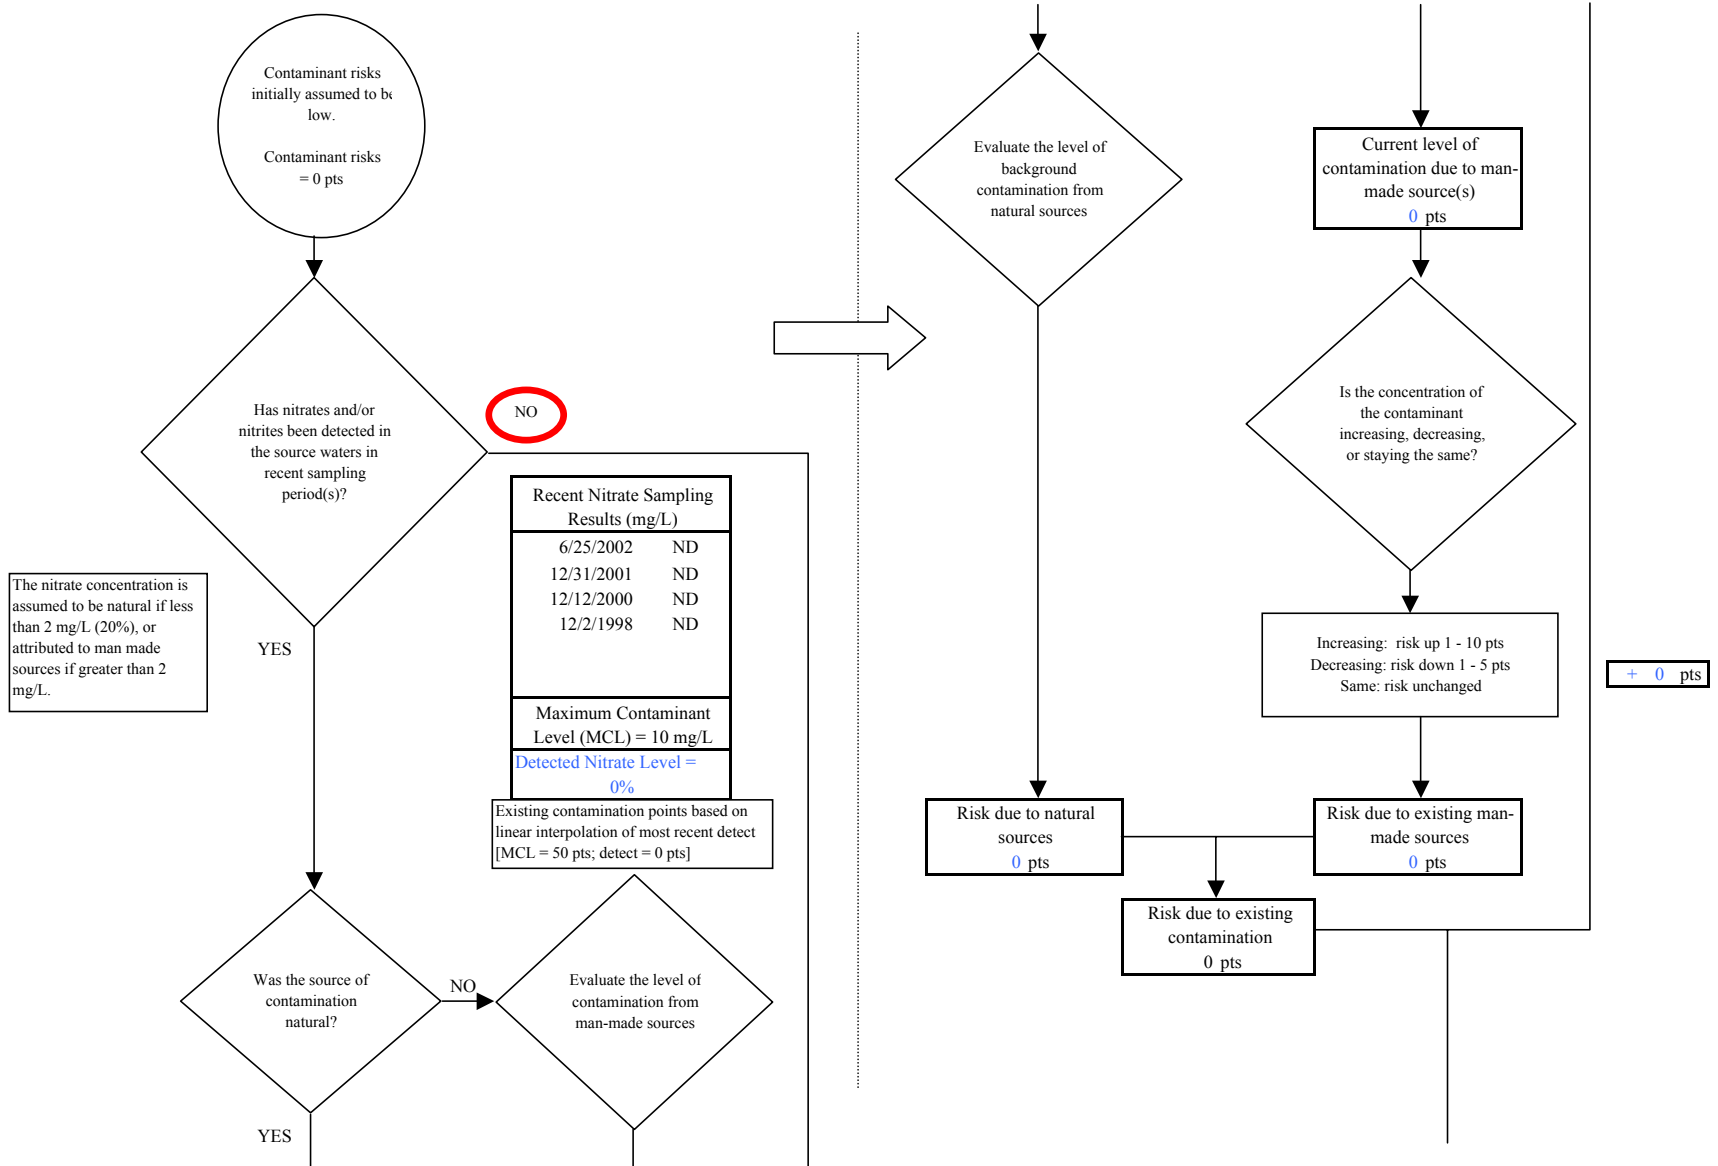 Contaminant risks
initially assumed to be
low.
Contaminant risks
= 0 pts
Has nitrates and/or
nitrites been detected in
the source waters in
recent sampling
period(s)?
NO
Recent Nitrate Sampling
Results (mg/L)
6/25/2002 ND
12/31/2001 ND
12/12/2000 ND
12/2/1998 ND
Maximum Contaminant
Level (MCL) = 10 mg/L
Detected Nitrate Level =
0%
Existing contamination points based on
linear interpolation of most recent detect
[MCL = 50 pts; detect = 0 pts]
The nitrate concentration is
assumed to be natural if less
than 2 mg/L (20%), or
attributed to man made
sources if greater than 2
mg/L.
YES
Was the source of
contamination
natural?
NO
Evaluate the level of
contamination from
man-made sources
YES
Evaluate the level of
background
contamination from
natural sources
Current level of
contamination due to man-
made source(s)
0 pts
Is the concentration of
the contaminant
increasing, decreasing,
or staying the same?
Increasing: risk up 1 - 10 pts
Decreasing: risk down 1 - 5 pts
Same: risk unchanged
+ 0 pts
Risk due to natural
sources
0 pts
Risk due to existing man-
made sources
0 pts
Risk due to existing
contamination
0 pts